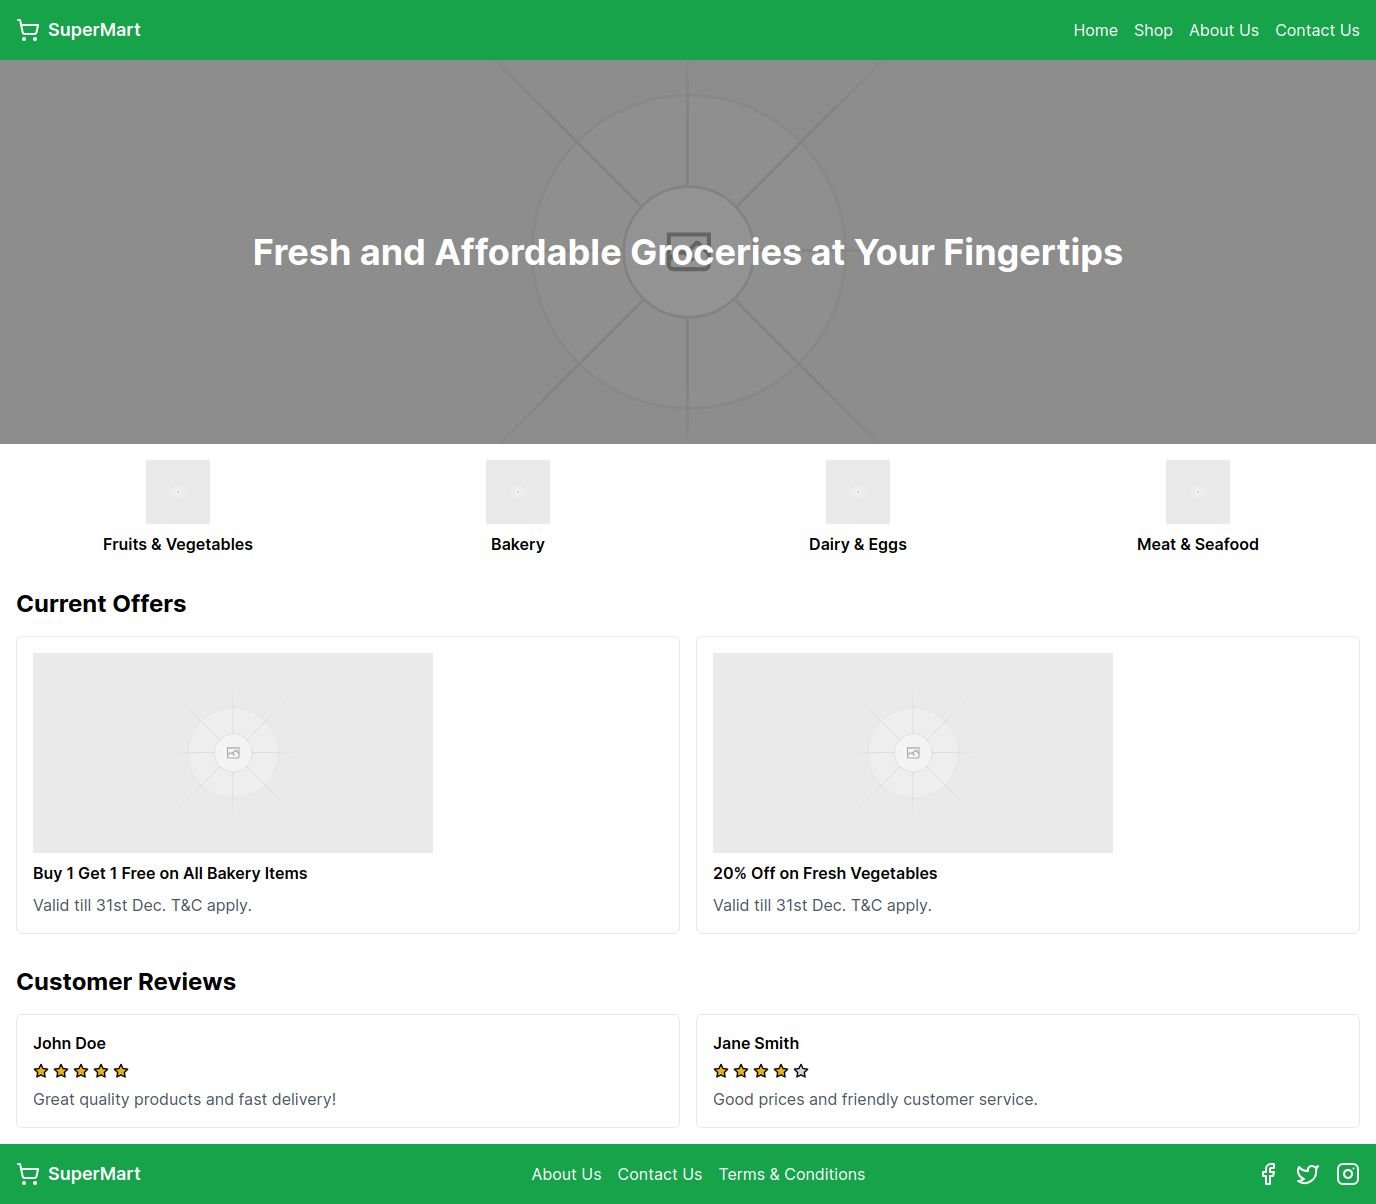 SuperMart
Home Shop About Us Contact Us
Fresh and Affordable Groceries at Your Fingertips
Fruits & Vegetables
Bakery
Dairy & Eggs
Meat & Seafood
Current Offers
Buy 1 Get 1 Free on All Bakery Items
Valid till 31st Dec. T&C apply.
20% Off on Fresh Vegetables
Valid till 31st Dec. T&C apply.
Customer Reviews
John Doe
Great quality products and fast delivery!
Jane Smith
Good prices and friendly customer service.
SuperMart
About Us Contact Us Terms & Conditions